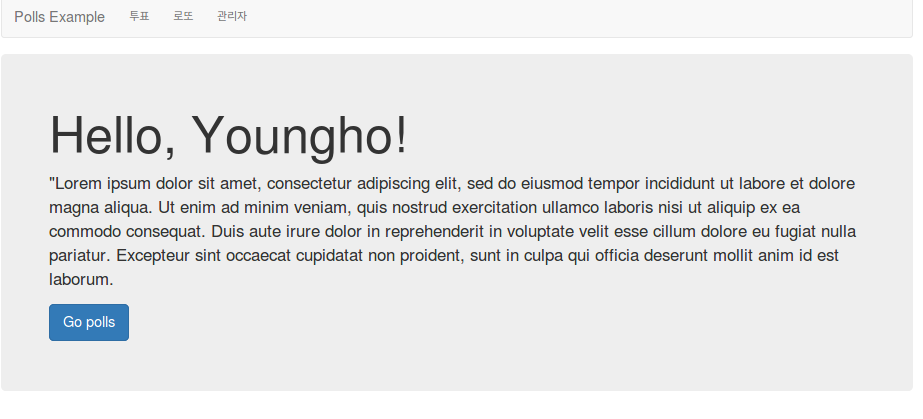 Polls Example 투표 로또 관리자
Hello, Youngho!
"Lorem ipsum dolor sit amet, consectetur adipiscing elit, sed do eiusmod tempor incididunt ut labore et dolore
magna aliqua. Ut enim ad minim veniam, quis nostrud exercitation ullamco laboris nisi ut aliquip ex ea
commodo consequat. Duis aute irure dolor in reprehenderit in voluptate velit esse cillum dolore eu fugiat nulla
pariatur. Excepteur sint occaecat cupidatat non proident, sunt in culpa qui officia deserunt mollit anim id est
laborum.
Go polls